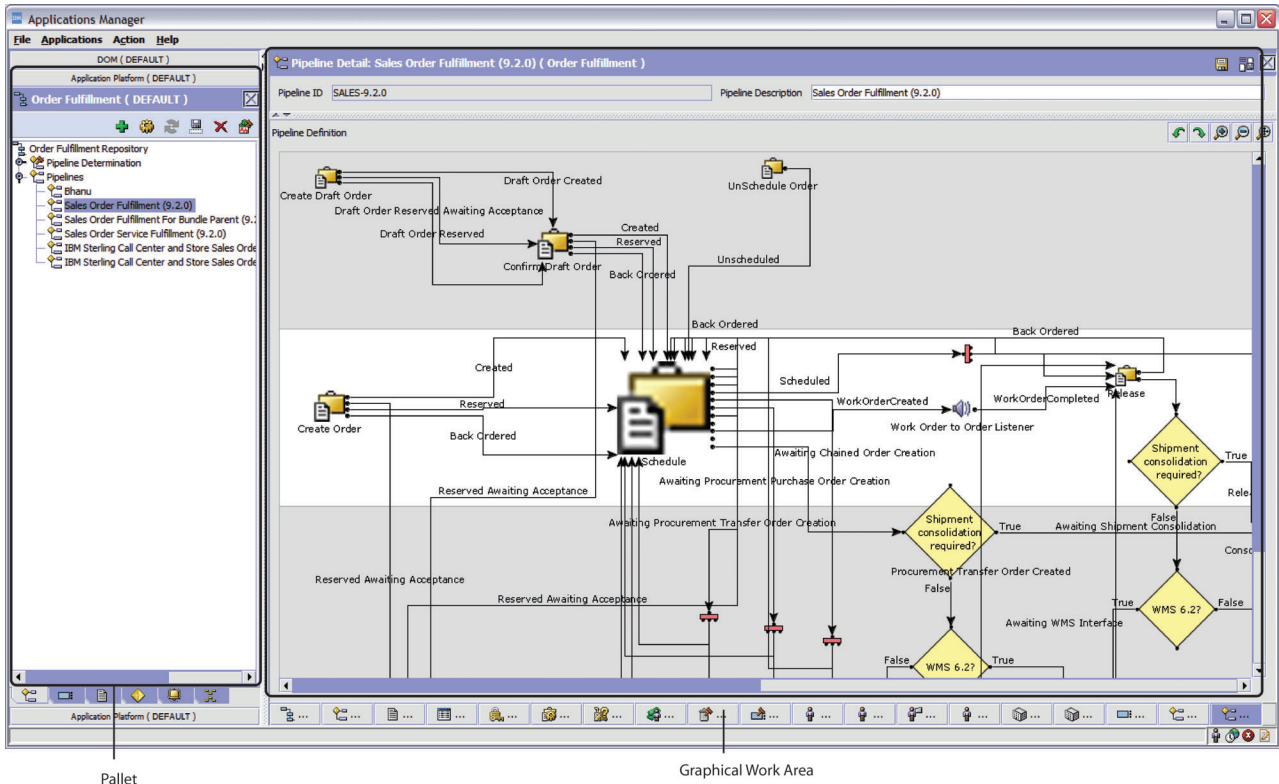 IBM Applications Manager
File Applications Action Help
DOM ( DEFAULT )
Application Platform ( DEFAULT )
Order Fulfillment ( DEFAULT )
Order Fulfillment Repository
Pipeline Determination
Pipelines
Bhanu
Sales Order Fulfillment (9.2.0)
Sales Order Fulfillment For Bundle Parent (9.2
Sales Order Service Fulfillment (9.2.0)
IBM Sterling Call Center and Store Sales Orde
IBM Sterling Call Center and Store Sales Orde
Application Platform ( DEFAULT )
Pipeline Detail: Sales Order Fulfillment (9.2.0) ( Order Fulfillment )
Pipeline ID SALES-9.2.0 Pipeline Description Sales Order Fulfillment (9.2.0)
Pipeline Definition
Create Draft Order
Draft Order Created
UnSchedule Order
Draft Order Reserved Awaiting Acceptance
Draft Order Reserved
Created
Reserved
Confirm Draft Order
Back Ordered
Unscheduled
Back Ordered
Back Ordered
Reserved
Created
Scheduled
Reserved
WorkOrderCreated
WorkOrderCompleted
Release
Create Order
Back Ordered
Work Order to Order Listener
Schedule
Awaiting Chained Order Creation
Shipment
consolidation
required?
True
Awaiting Procurement Purchase Order Creation
Reserved Awaiting Acceptance
Rele
Awaiting Procurement Transfer Order Creation
Shipment
consolidation
required?
True
Awaiting Shipment Consolidation
False
Conso
Reserved Awaiting Acceptance
Procurement Transfer Order Created
False
Reserved Awaiting Acceptance
True
WMS 6.2?
False
Awaiting WMS Interface
False
WMS 6.2?
True
... ... ... ... ... ... ... ... ... ... ... ... ... ... ... ... ... ... ...
Pallet
Graphical Work Area